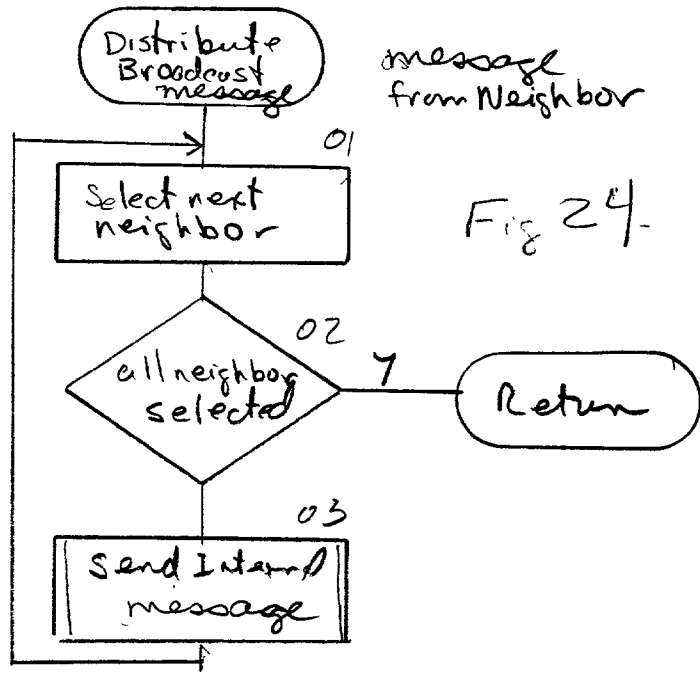 Distribute
Broadcast
message
message
from Neighbor
01
Select next
neighbor
Fig 24.
02
all neighbor
selected
Y
Return
03
Send Internal
message